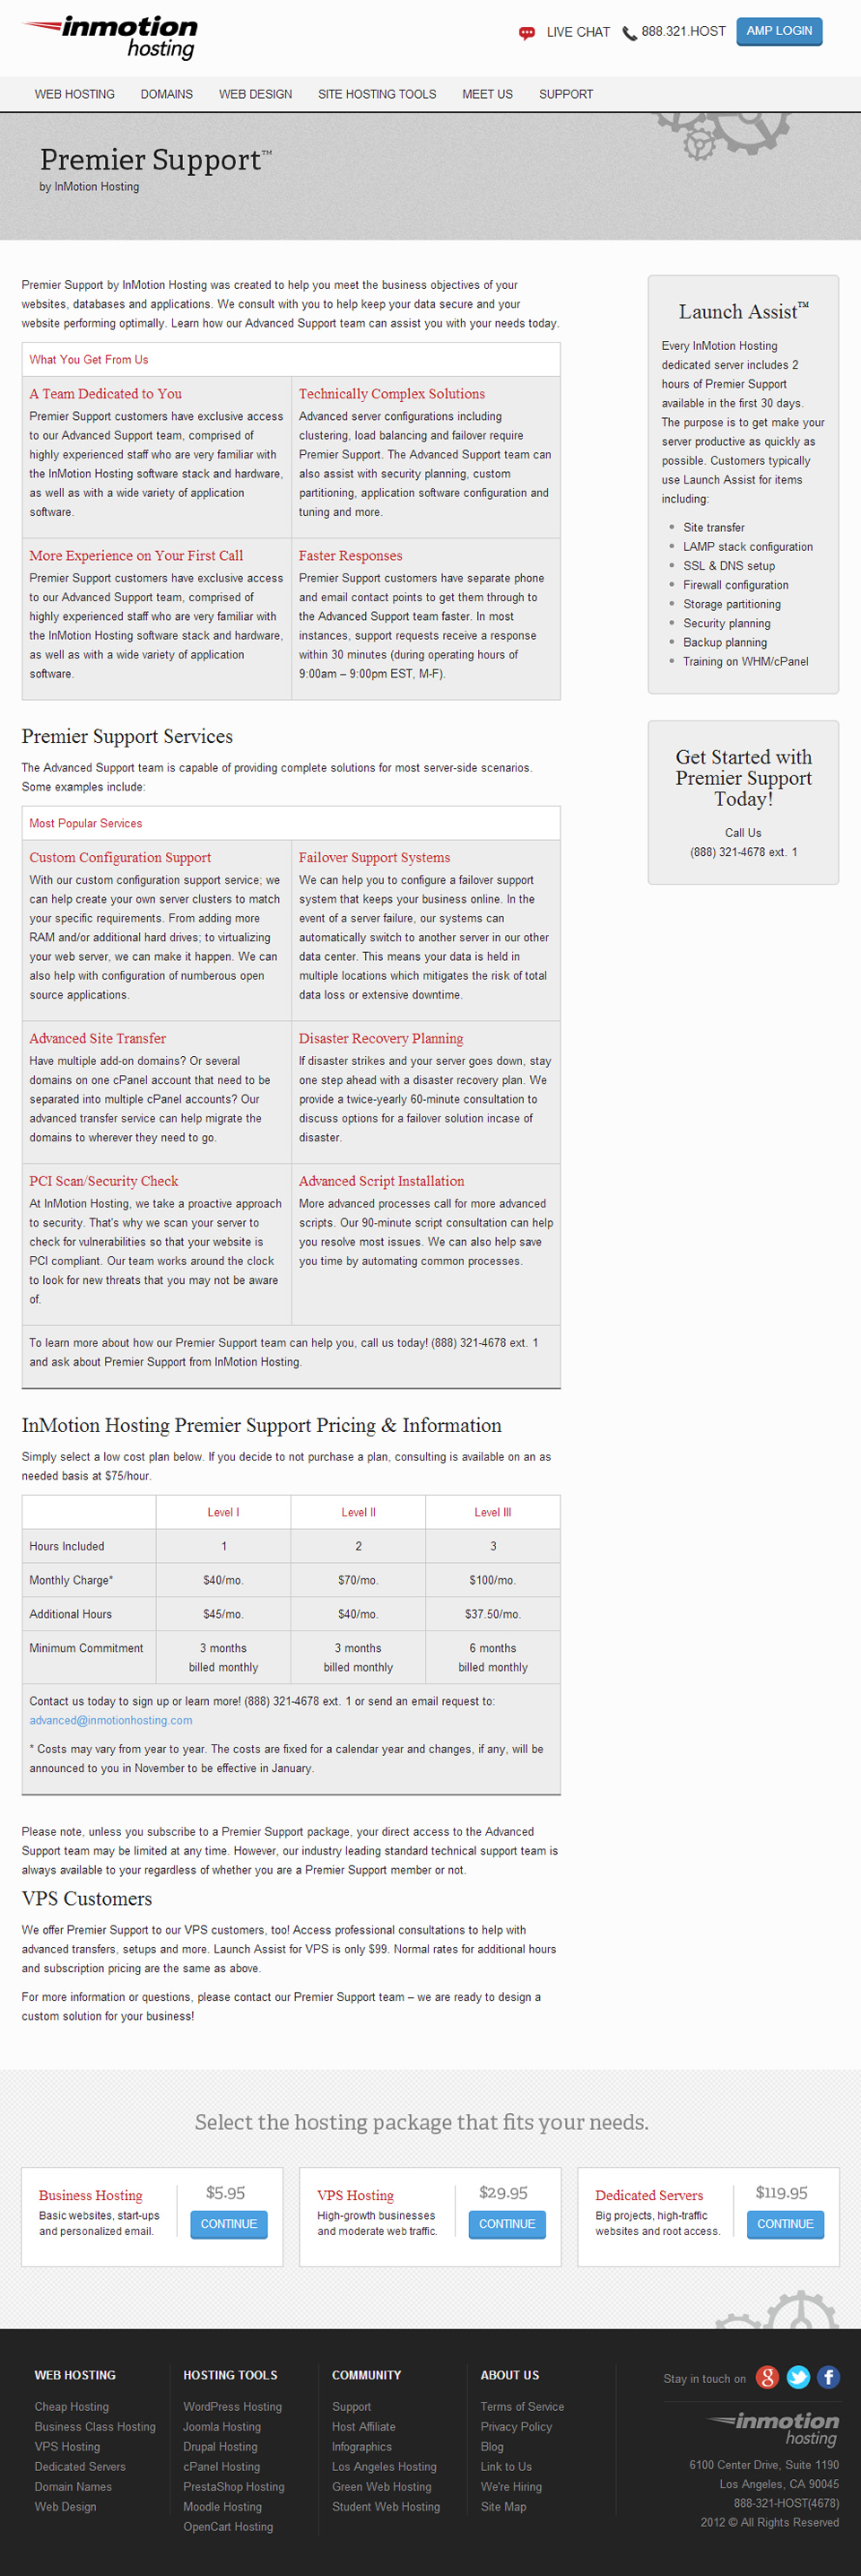 inmotion
hosting
LIVE CHAT 888.321.HOST AMP LOGIN
WEB HOSTING DOMAINS WEB DESIGN SITE HOSTING TOOLS MEET US SUPPORT
Premier Support™
by InMotion Hosting
Premier Support by InMotion Hosting was created to help you meet the business objectives of your
websites, databases and applications. We consult with you to help keep your data secure and your
website performing optimally. Learn how our Advanced Support team can assist you with your needs today.
What You Get From Us
A Team Dedicated to You
Premier Support customers have exclusive access
to our Advanced Support team, comprised of
highly experienced staff who are very familiar with
the InMotion Hosting software stack and hardware,
as well as with a wide variety of application
software.
Technically Complex Solutions
Advanced server configurations including
clustering, load balancing and failover require
Premier Support. The Advanced Support team can
also assist with security planning, custom
partitioning, application software configuration and
tuning and more.
More Experience on Your First Call
Premier Support customers have exclusive access
to our Advanced Support team, comprised of
highly experienced staff who are very familiar with
the InMotion Hosting software stack and hardware,
as well as with a wide variety of application
software.
Faster Responses
Premier Support customers have separate phone
and email contact points to get them through to
the Advanced Support team faster. In most
instances, support requests receive a response
within 30 minutes (during operating hours of
9:00am – 9:00pm EST, M-F).
Premier Support Services
The Advanced Support team is capable of providing complete solutions for most server-side scenarios.
Some examples include:
Most Popular Services
Custom Configuration Support
With our custom configuration support service; we
can help create your own server clusters to match
your specific requirements. From adding more
RAM and/or additional hard drives; to virtualizing
your web server, we can make it happen. We can
also help with configuration of numberous open
source applications.
Failover Support Systems
We can help you to configure a failover support
system that keeps your business online. In the
event of a server failure, our systems can
automatically switch to another server in our other
data center. This means your data is held in
multiple locations which mitigates the risk of total
data loss or extensive downtime.
Advanced Site Transfer
Have multiple add-on domains? Or several
domains on one cPanel account that need to be
separated into multiple cPanel accounts? Our
advanced transfer service can help migrate the
domains to wherever they need to go.
Disaster Recovery Planning
If disaster strikes and your server goes down, stay
one step ahead with a disaster recovery plan. We
provide a twice-yearly 60-minute consultation to
discuss options for a failover solution incase of
disaster.
PCI Scan/Security Check
At InMotion Hosting, we take a proactive approach
to security. That's why we scan your server to
check for vulnerabilities so that your website is
PCI compliant. Our team works around the clock
to look for new threats that you may not be aware
of.
Advanced Script Installation
More advanced processes call for more advanced
scripts. Our 90-minute script consultation can help
you resolve most issues. We can also help save
you time by automating common processes.
To learn more about how our Premier Support team can help you, call us today! (888) 321-4678 ext. 1
and ask about Premier Support from InMotion Hosting.
InMotion Hosting Premier Support Pricing & Information
Simply select a low cost plan below. If you decide to not purchase a plan, consulting is available on an as
needed basis at $75/hour.
Level I Level II Level III
Hours Included 1 2 3
Monthly Charge* $40/mo. $70/mo. $100/mo.
Additional Hours $45/mo. $40/mo. $37.50/mo.
Minimum Commitment 3 months 3 months 6 months
billed monthly billed monthly billed monthly
Contact us today to sign up or learn more! (888) 321-4678 ext. 1 or send an email request to:
advanced@inmotionhosting.com
* Costs may vary from year to year. The costs are fixed for a calendar year and changes, if any, will be
announced to you in November to be effective in January.
Please note, unless you subscribe to a Premier Support package, your direct access to the Advanced
Support team may be limited at any time. However, our industry leading standard technical support team is
always available to your regardless of whether you are a Premier Support member or not.
VPS Customers
We offer Premier Support to our VPS customers, too! Access professional consultations to help with
advanced transfers, setups and more. Launch Assist for VPS is only $99. Normal rates for additional hours
and subscription pricing are the same as above.
For more information or questions, please contact our Premier Support team – we are ready to design a
custom solution for your business!
Launch Assist™
Every InMotion Hosting
dedicated server includes 2
hours of Premier Support
available in the first 30 days.
The purpose is to get make your
server productive as quickly as
possible. Customers typically
use Launch Assist for items
including:
Site transfer
LAMP stack configuration
SSL & DNS setup
Firewall configuration
Storage partitioning
Security planning
Backup planning
Training on WHM/cPanel
Get Started with
Premier Support
Today!
Call Us
(888) 321-4678 ext. 1
Select the hosting package that fits your needs.
Business Hosting
Basic websites, start-ups
and personalized email.
$5.95
CONTINUE
VPS Hosting
High-growth businesses
and moderate web traffic.
$29.95
CONTINUE
Dedicated Servers
Big projects, high-traffic
websites and root access.
$119.95
CONTINUE
WEB HOSTING
Cheap Hosting
Business Class Hosting
VPS Hosting
Dedicated Servers
Domain Names
Web Design
HOSTING TOOLS
WordPress Hosting
Joomla Hosting
Drupal Hosting
cPanel Hosting
PrestaShop Hosting
Moodle Hosting
OpenCart Hosting
COMMUNITY
Support
Host Affiliate
Infographics
Los Angeles Hosting
Green Web Hosting
Student Web Hosting
ABOUT US
Terms of Service
Privacy Policy
Blog
Link to Us
We're Hiring
Site Map
Stay in touch on
inmotion
hosting
6100 Center Drive, Suite 1190
Los Angeles, CA 90045
888-321-HOST(4678)
2012 © All Rights Reserved